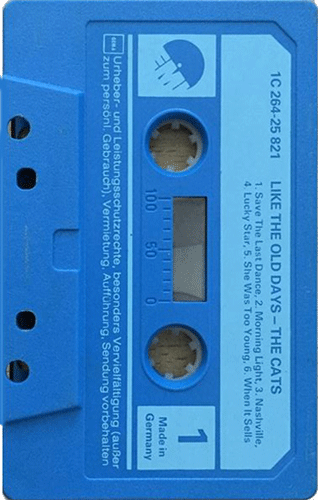 1C 264-25 821
LIKE THE OLD DAYS – THE CATS
1. Save The Last Dance, 2. Morning Light, 3. Nashville,
4. Lucky Star, 5. She Was Too Young, 6. When It Sells
100 50 0
1
Made in
Germany
GEMA
Urheber- und Leistungsschutzrechte, besonders Vervielfältigung (außer
zum persönl. Gebrauch), Vermietung, Aufführung, Sendung vorbehalten